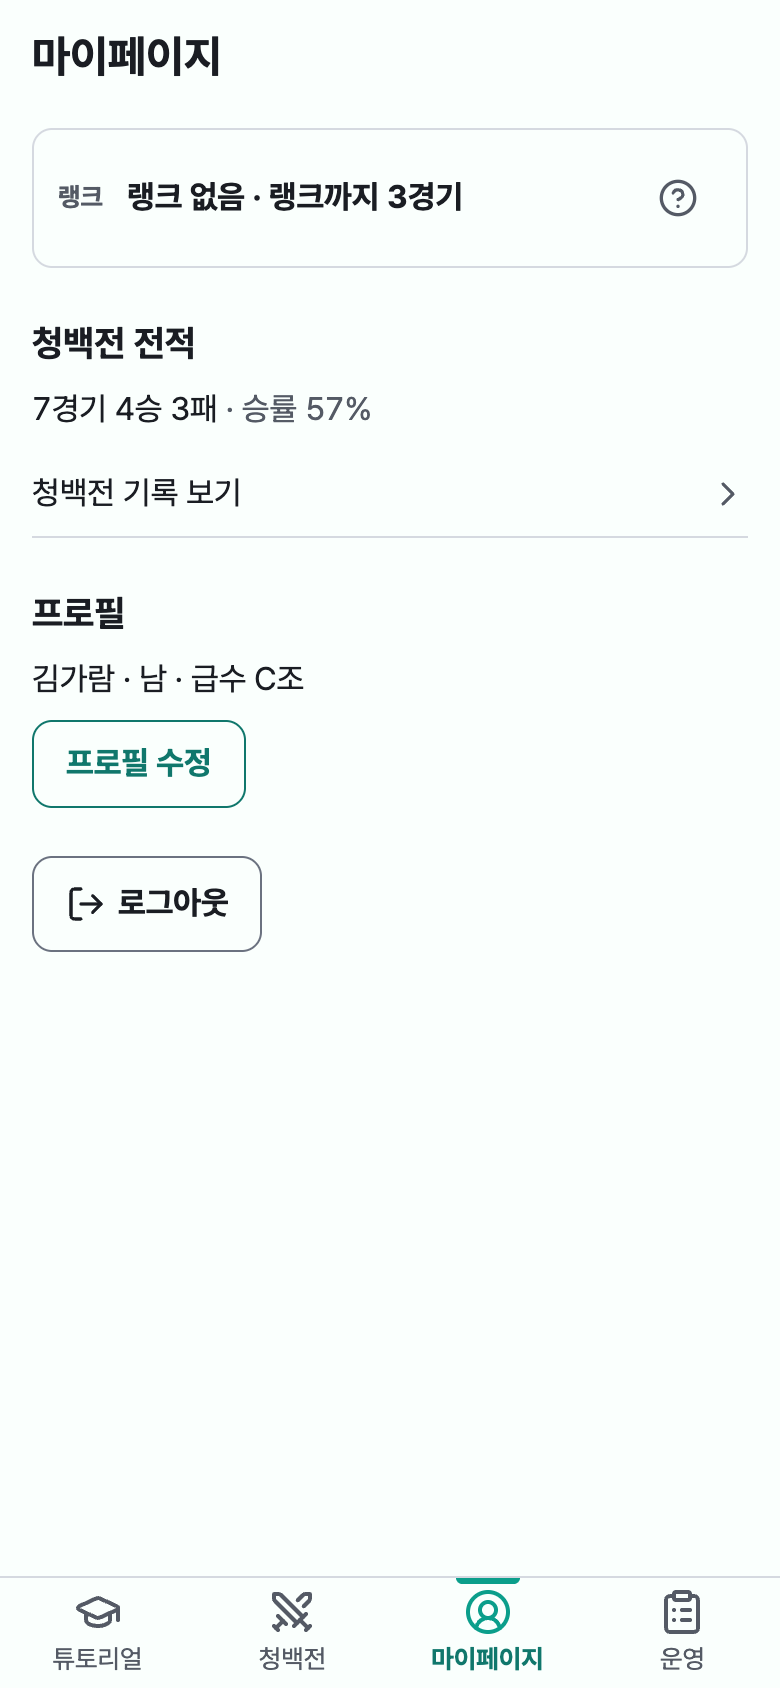 마이페이지
랭크 랭크 없음 · 랭크까지 3경기
청백전 전적
7경기 4승 3패 · 승률 57%
청백전 기록 보기
프로필
김가람 · 남 · 급수 C조
프로필 수정
로그아웃
튜토리얼 청백전 마이페이지 운영